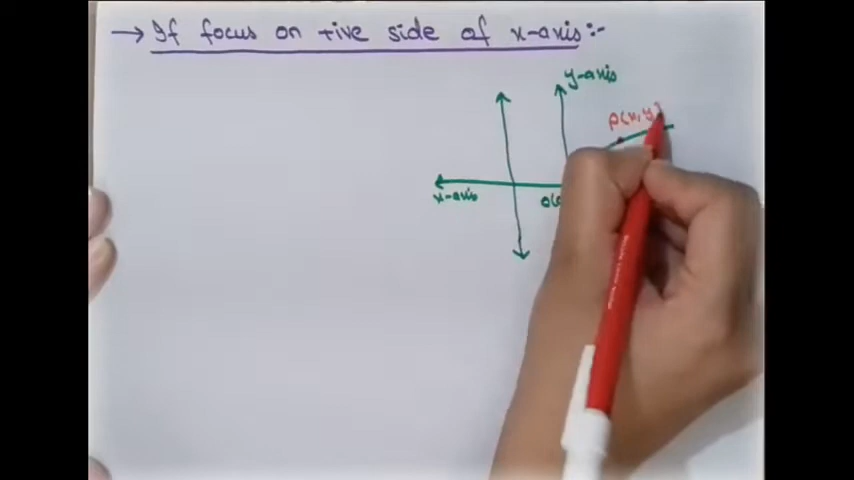 → If focus on +ive side of x-axis:-
y-axis
P(x,y)
x-axis